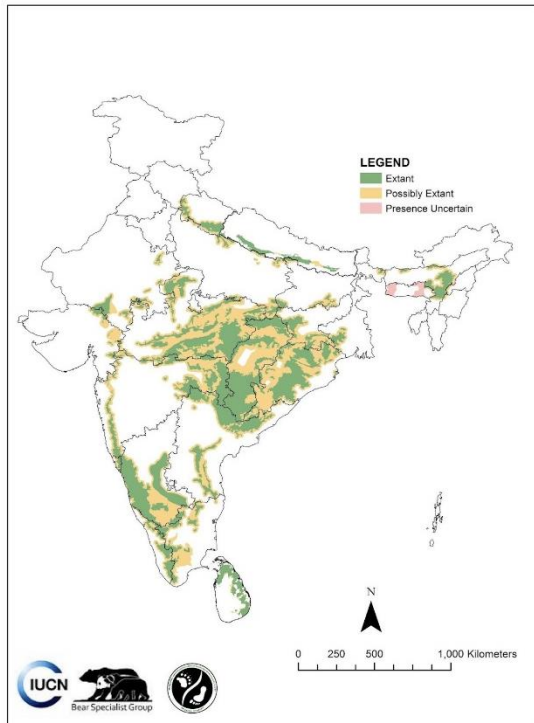 LEGEND
Extant
Possibly Extant
Presence Uncertain
N
0 250 500 1,000 Kilometers
IUCN
Bear Specialist Group